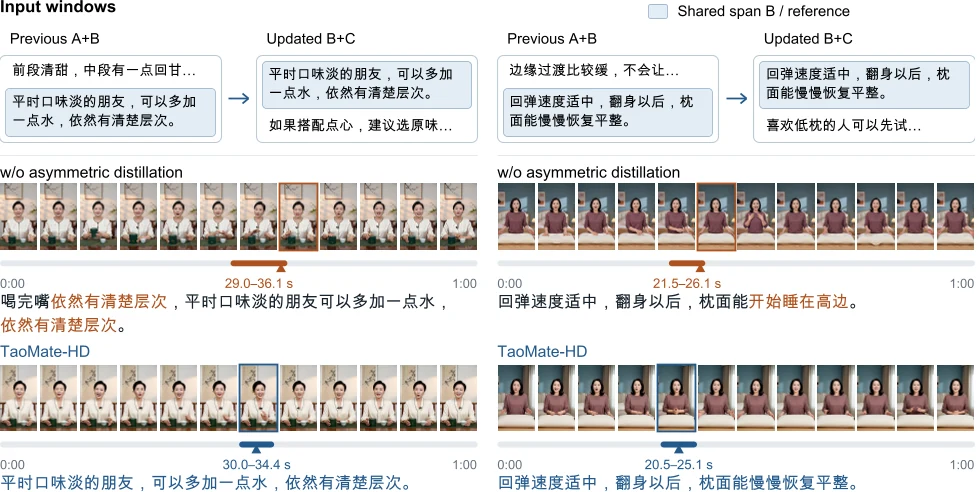 Input windows
Shared span B / reference
Previous A+B
Updated B+C
前段清甜，中段有一点回甘…
平时口味淡的朋友，可以多加
一点水，依然有清楚层次。
平时口味淡的朋友，可以多加
一点水，依然有清楚层次。
如果搭配点心，建议选原味…
Previous A+B
Updated B+C
边缘过渡比较缓，不会让…
回弹速度适中，翻身以后，枕
面能慢慢恢复平整。
回弹速度适中，翻身以后，枕
面能慢慢恢复平整。
喜欢低枕的人可以先试…
w/o asymmetric distillation
0:00
29.0–36.1 s
1:00
喝完嘴依然有清楚层次，平时口味淡的朋友可以多加一点水，
依然有清楚层次。
w/o asymmetric distillation
0:00
21.5–26.1 s
1:00
回弹速度适中，翻身以后，枕面能开始睡在高边。
TaoMate-HD
0:00
30.0–34.4 s
1:00
平时口味淡的朋友，可以多加一点水，依然有清楚层次。
TaoMate-HD
0:00
20.5–25.1 s
1:00
回弹速度适中，翻身以后，枕面能慢慢恢复平整。